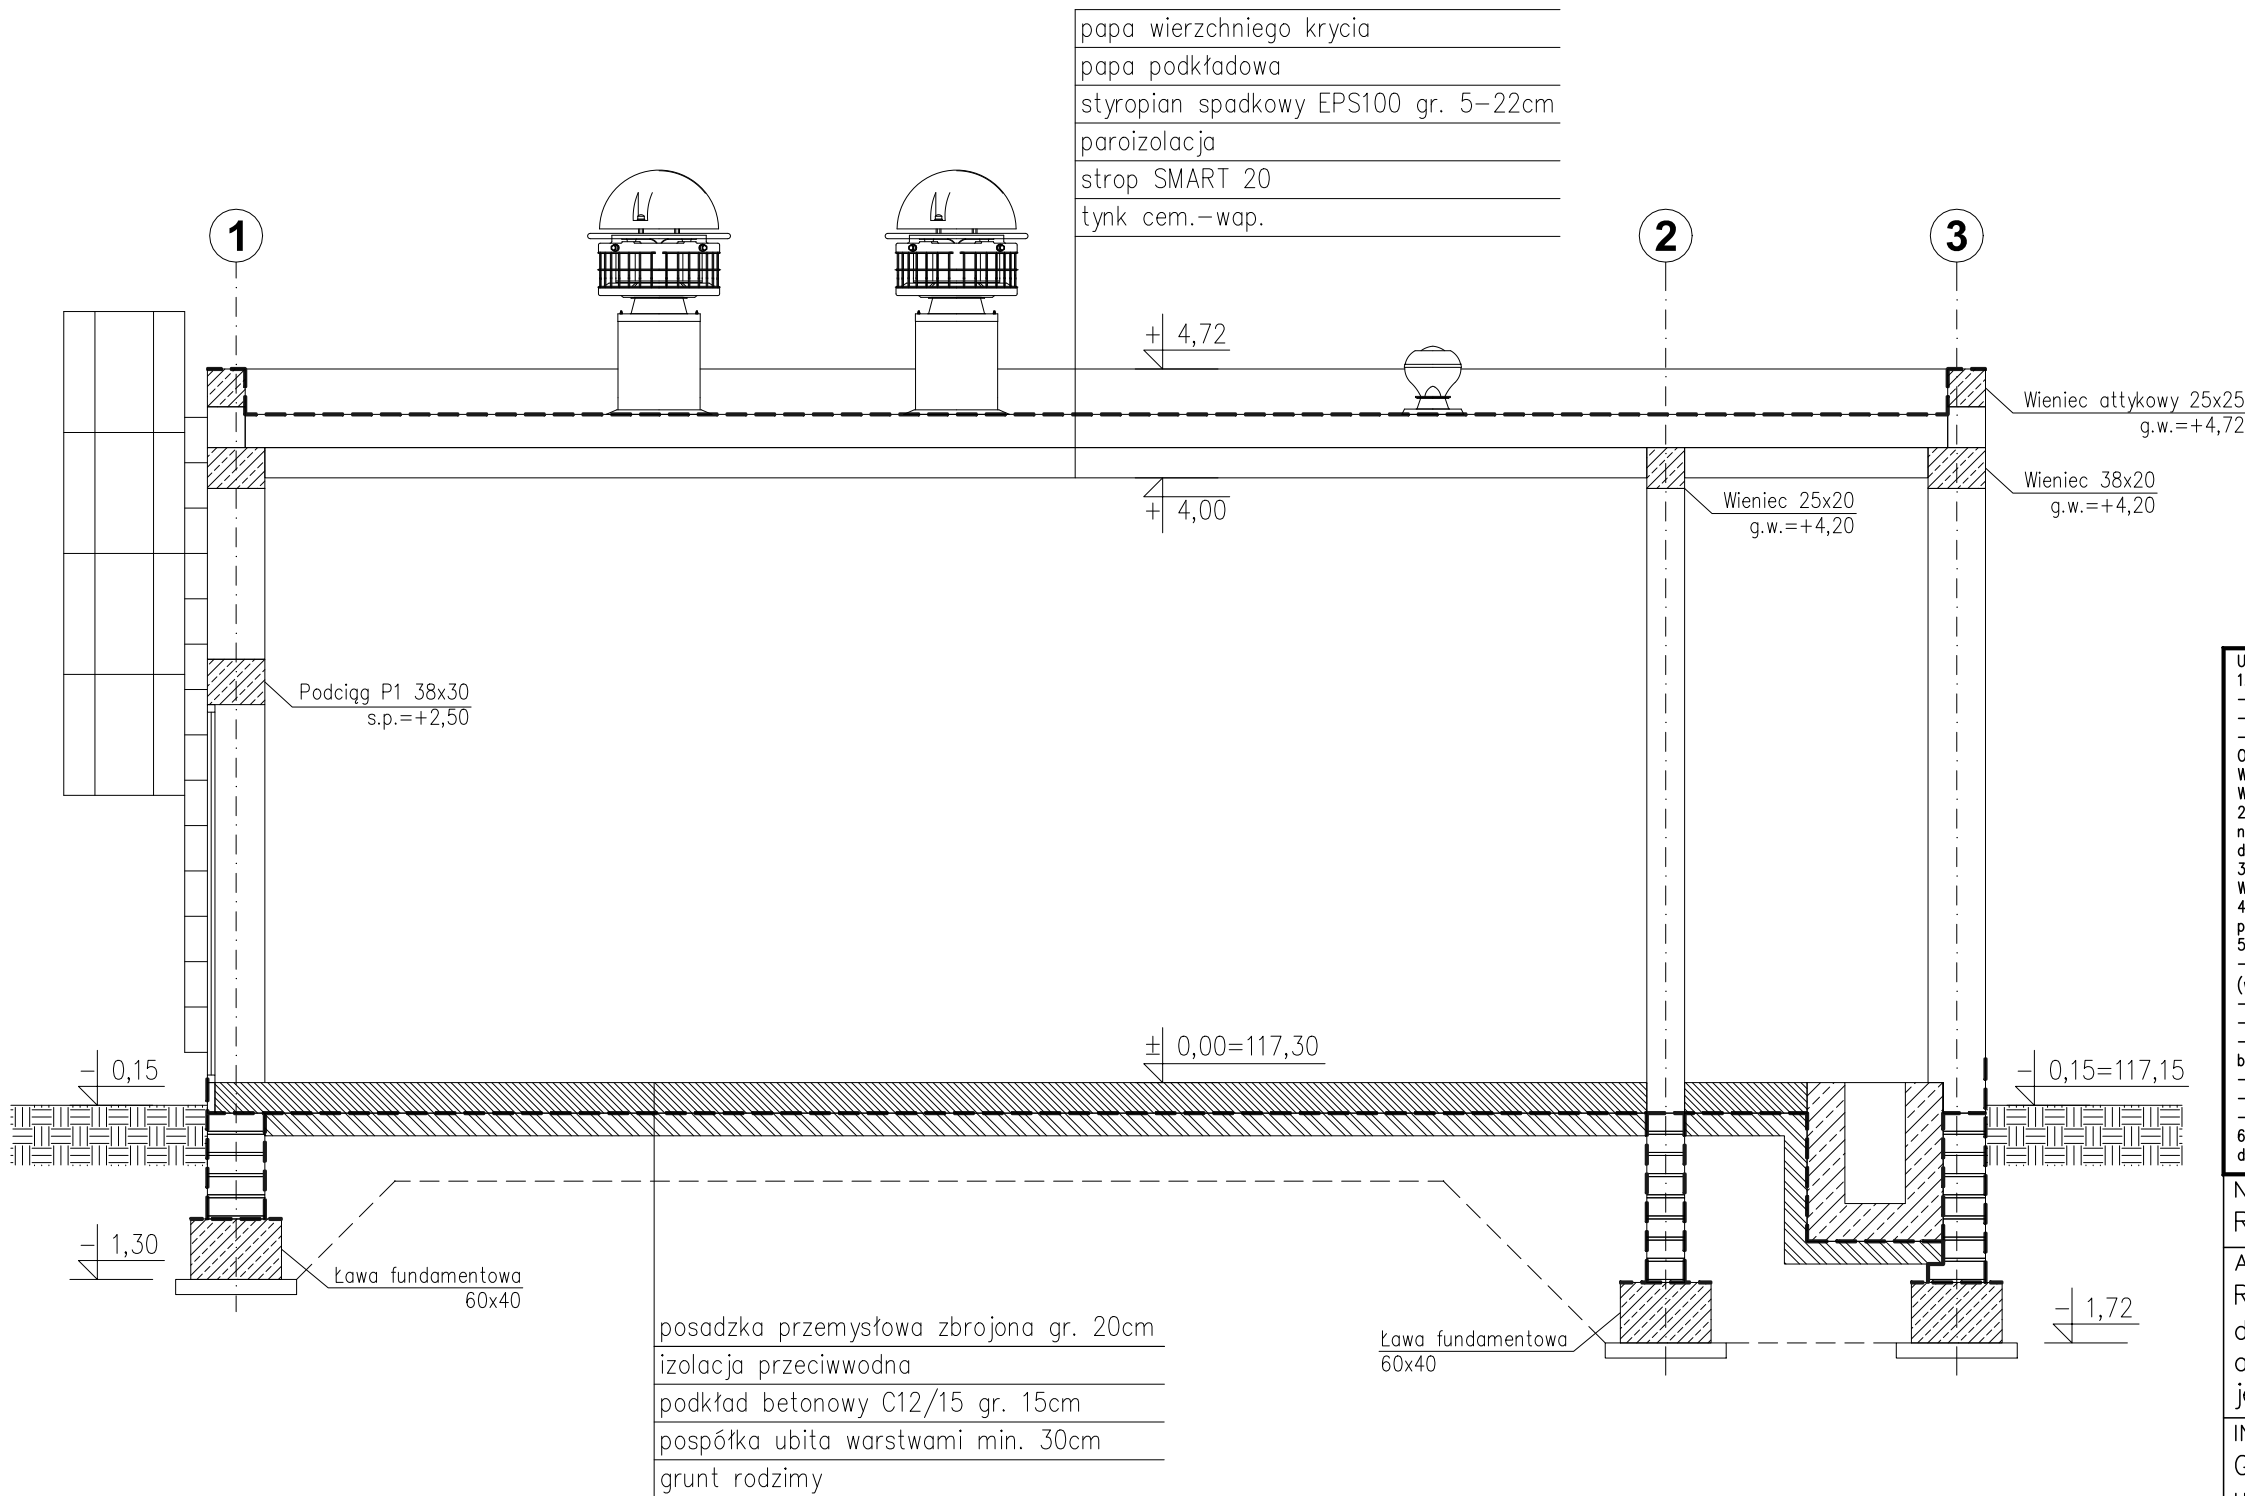 papa wierzchniego krycia
papa podkładowa
styropian spadkowy EPS100 gr. 5-22cm
paroizolacja
strop SMART 20
tynk cem.-wap.
1
2
3
+ 4,72
Wieniec attykowy 25x25
g.w.=+4,72
Wieniec 38x20
g.w.=+4,20
Wieniec 25x20
g.w.=+4,20
+ 4,00
Podciąg P1 38x30
s.p.=+2,50
± 0,00=117,30
- 0,15
- 0,15=117,15
- 1,30
Ława fundamentowa
60x40
- 1,72
Ława fundamentowa
60x40
posadzka przemysłowa zbrojona gr. 20cm
izolacja przeciwwodna
podkład betonowy C12/15 gr. 15cm
pospółka ubita warstwami min. 30cm
grunt rodzimy